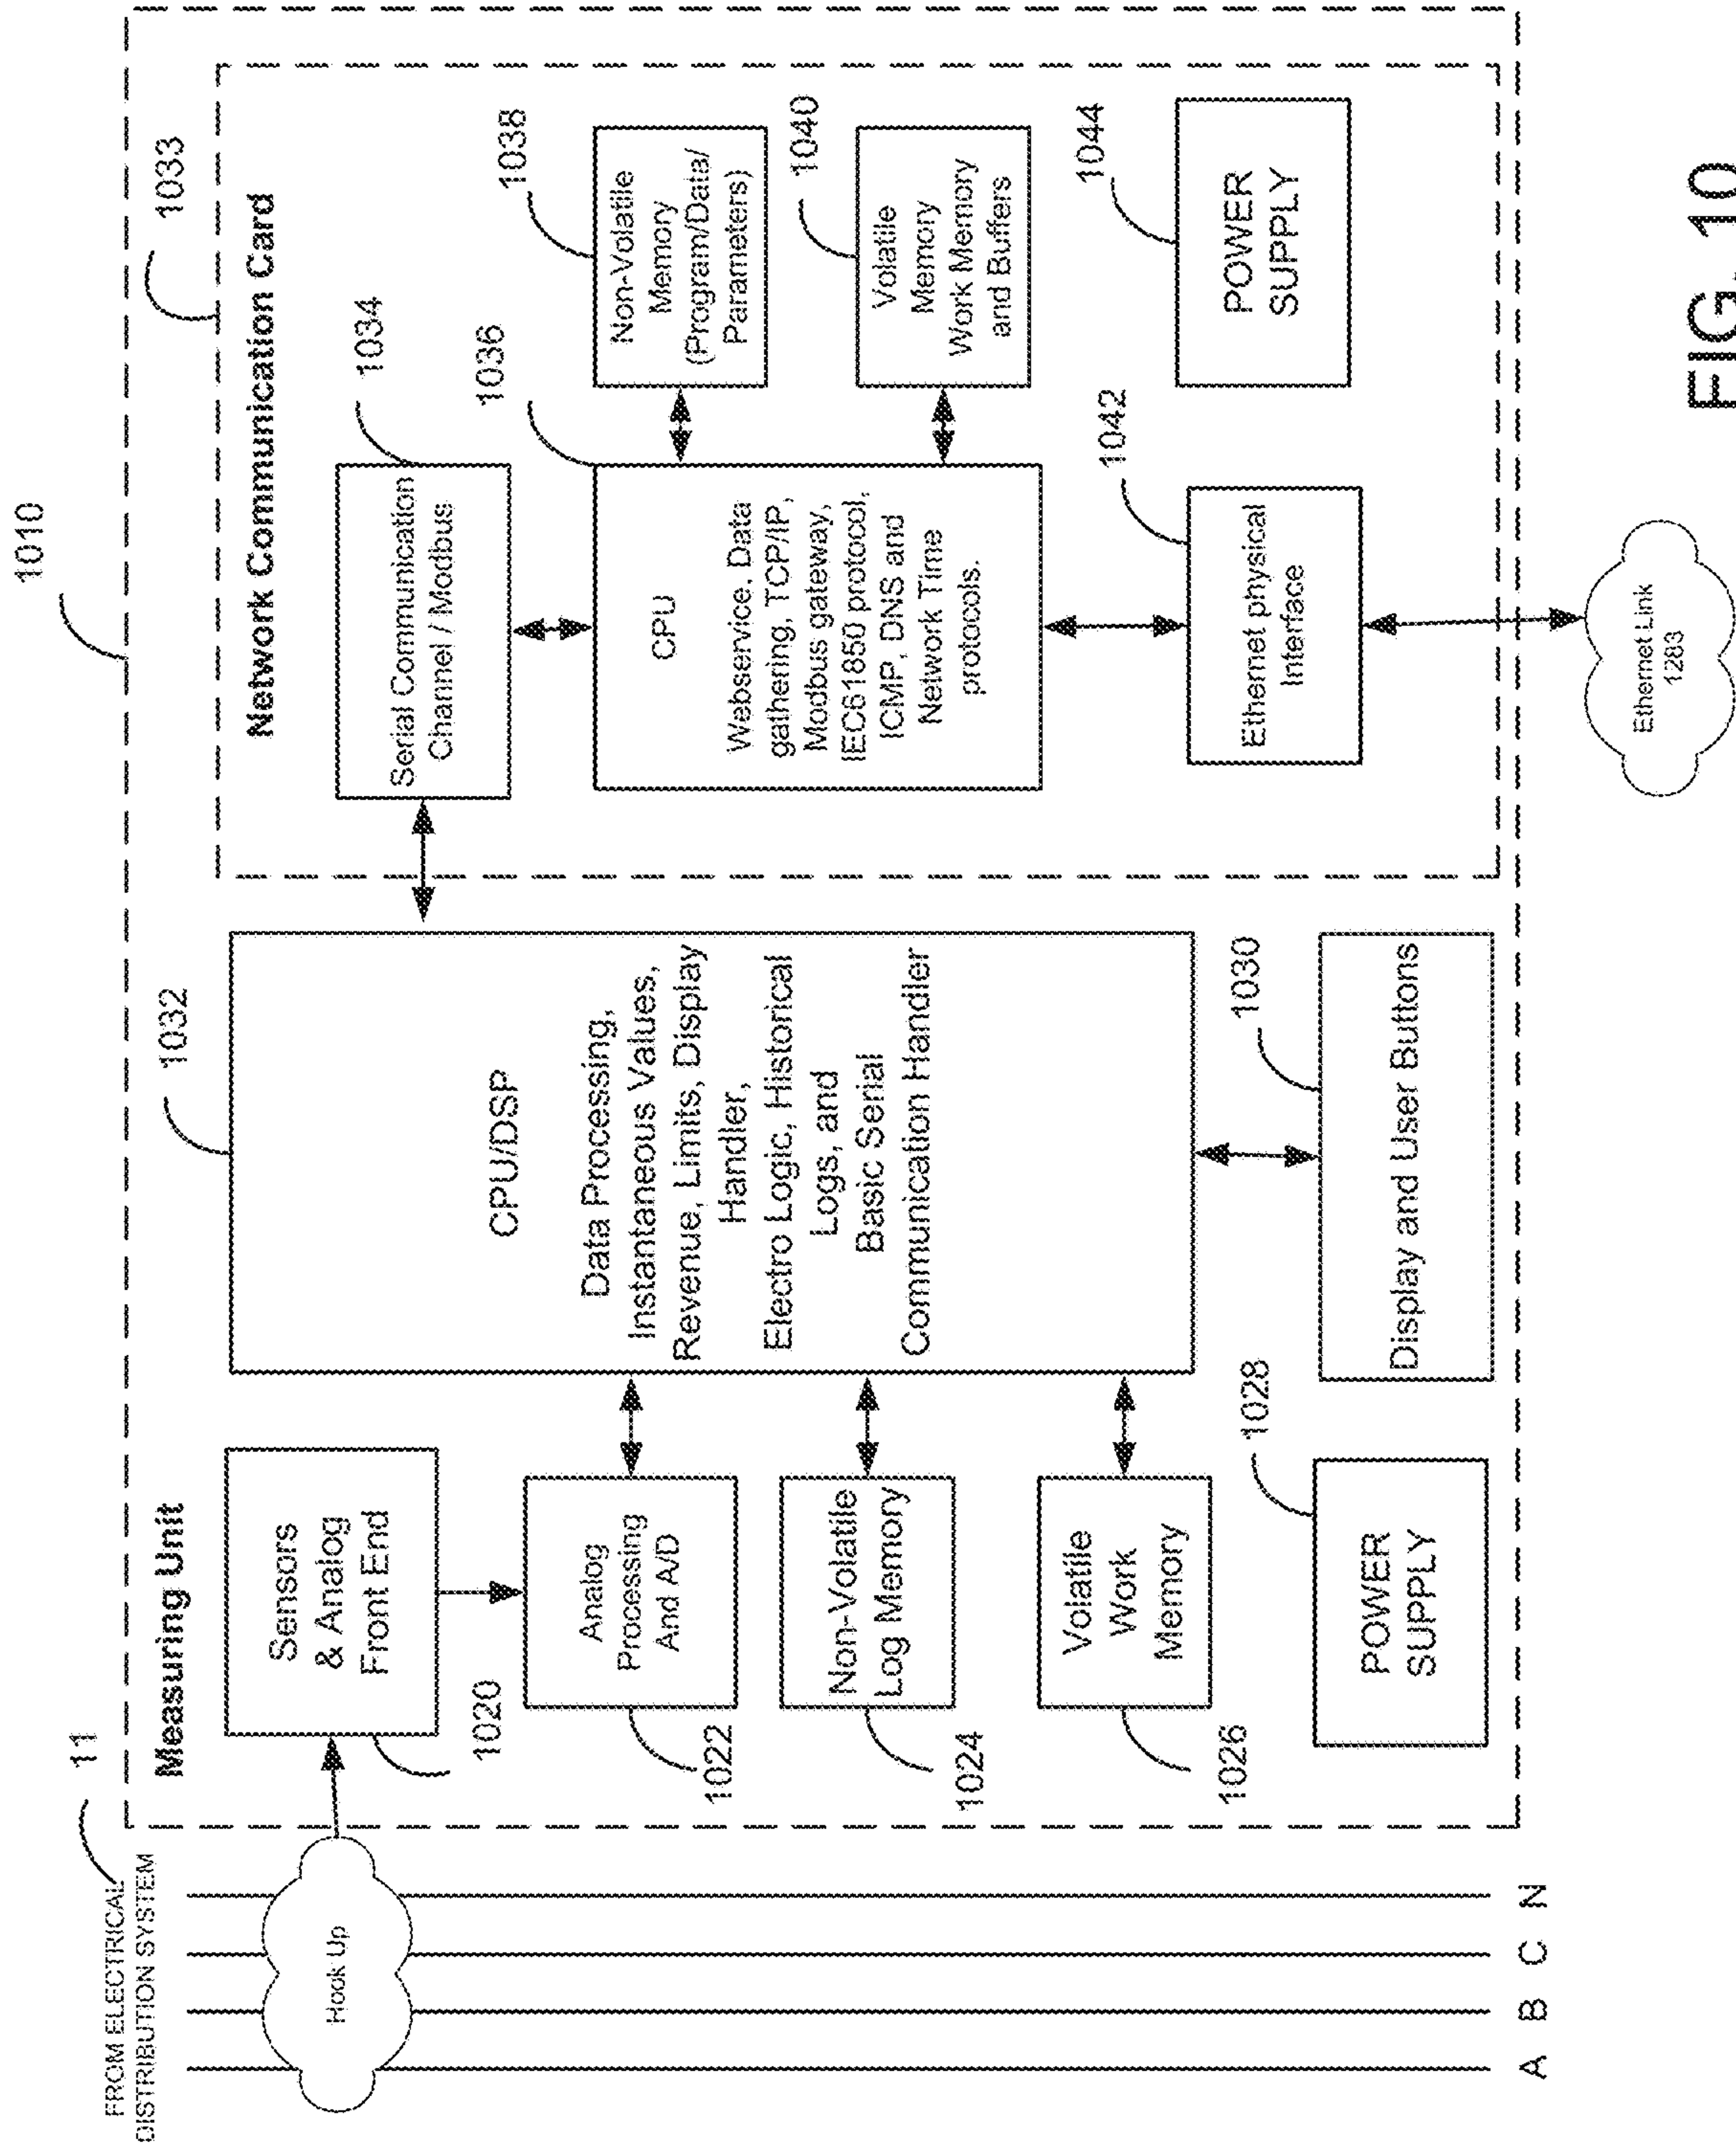 1010
11
FROM ELECTRICAL
DISTRIBUTION SYSTEM
Hook Up
A B C N
Measuring Unit
Sensors
& Analog
Front End
1020
Analog
Processing
And A/D
1022
Non-Volatile
Log Memory
1024
Volatile
Work
Memory
1026
POWER
SUPPLY
1028
1032
CPU/DSP
Data Processing,
Instantaneous Values,
Revenue, Limits, Display
Handler,
Electro Logic, Historical
Logs, and
Basic Serial
Communication Handler
1030
Display and User Buttons
1033
Network Communication Card
1034
Serial Communication
Channel / Modbus
1036
CPU
Webservice, Data
gathering, TCP/IP,
Modbus gateway,
IEC61850 protocol,
ICMP, DNS and
Network Time
protocols.
1038
Non-Volatile
Memory
(Program/Data/
Parameters)
1040
Volatile
Memory
Work Memory
and Buffers
1042
Ethernet physical
Interface
1044
POWER
SUPPLY
Ethernet Link
1283
FIG. 10